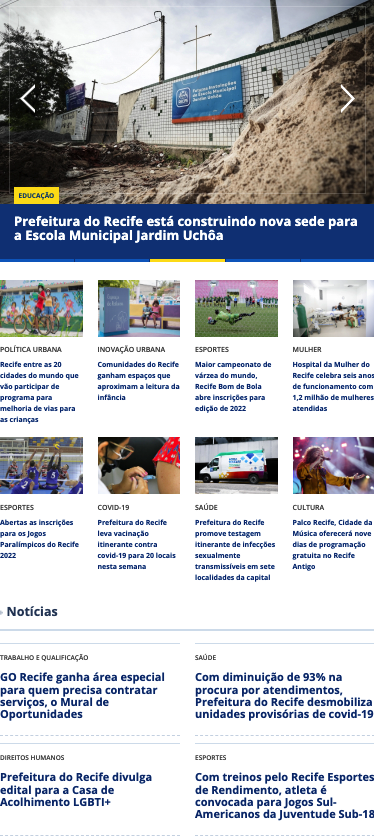 EDUCAÇÃO
Prefeitura do Recife está construindo nova sede para
a Escola Municipal Jardim Uchôa
POLÍTICA URBANA
Recife entre as 20
cidades do mundo que
vão participar de
programa para
melhoria de vias para
as crianças
INOVAÇÃO URBANA
Comunidades do Recife
ganham espaços que
aproximam a leitura da
infância
ESPORTES
Maior campeonato de
várzea do mundo,
Recife Bom de Bola
abre inscrições para
edição de 2022
MULHER
Hospital da Mulher do
Recife celebra seis anos
de funcionamento com
1,2 milhão de mulheres
atendidas
ESPORTES
Abertas as inscrições
para os Jogos
Paralímpicos do Recife
2022
COVID-19
Prefeitura do Recife
leva vacinação
itinerante contra
covid-19 para 20 locais
nesta semana
SAÚDE
Prefeitura do Recife
promove testagem
itinerante de infecções
sexualmente
transmissíveis em sete
localidades da capital
CULTURA
Palco Recife, Cidade da
Música oferecerá nove
dias de programação
gratuita no Recife
Antigo
Notícias
TRABALHO E QUALIFICAÇÃO
GO Recife ganha área especial
para quem precisa contratar
serviços, o Mural de
Oportunidades
SAÚDE
Com diminuição de 93% na
procura por atendimentos,
Prefeitura do Recife desmobiliza
unidades provisórias de covid-19
DIREITOS HUMANOS
Prefeitura do Recife divulga
edital para a Casa de
Acolhimento LGBTI+
ESPORTES
Com treinos pelo Recife Esportes
de Rendimento, atleta é
convocada para Jogos Sul-
Americanos da Juventude Sub-18